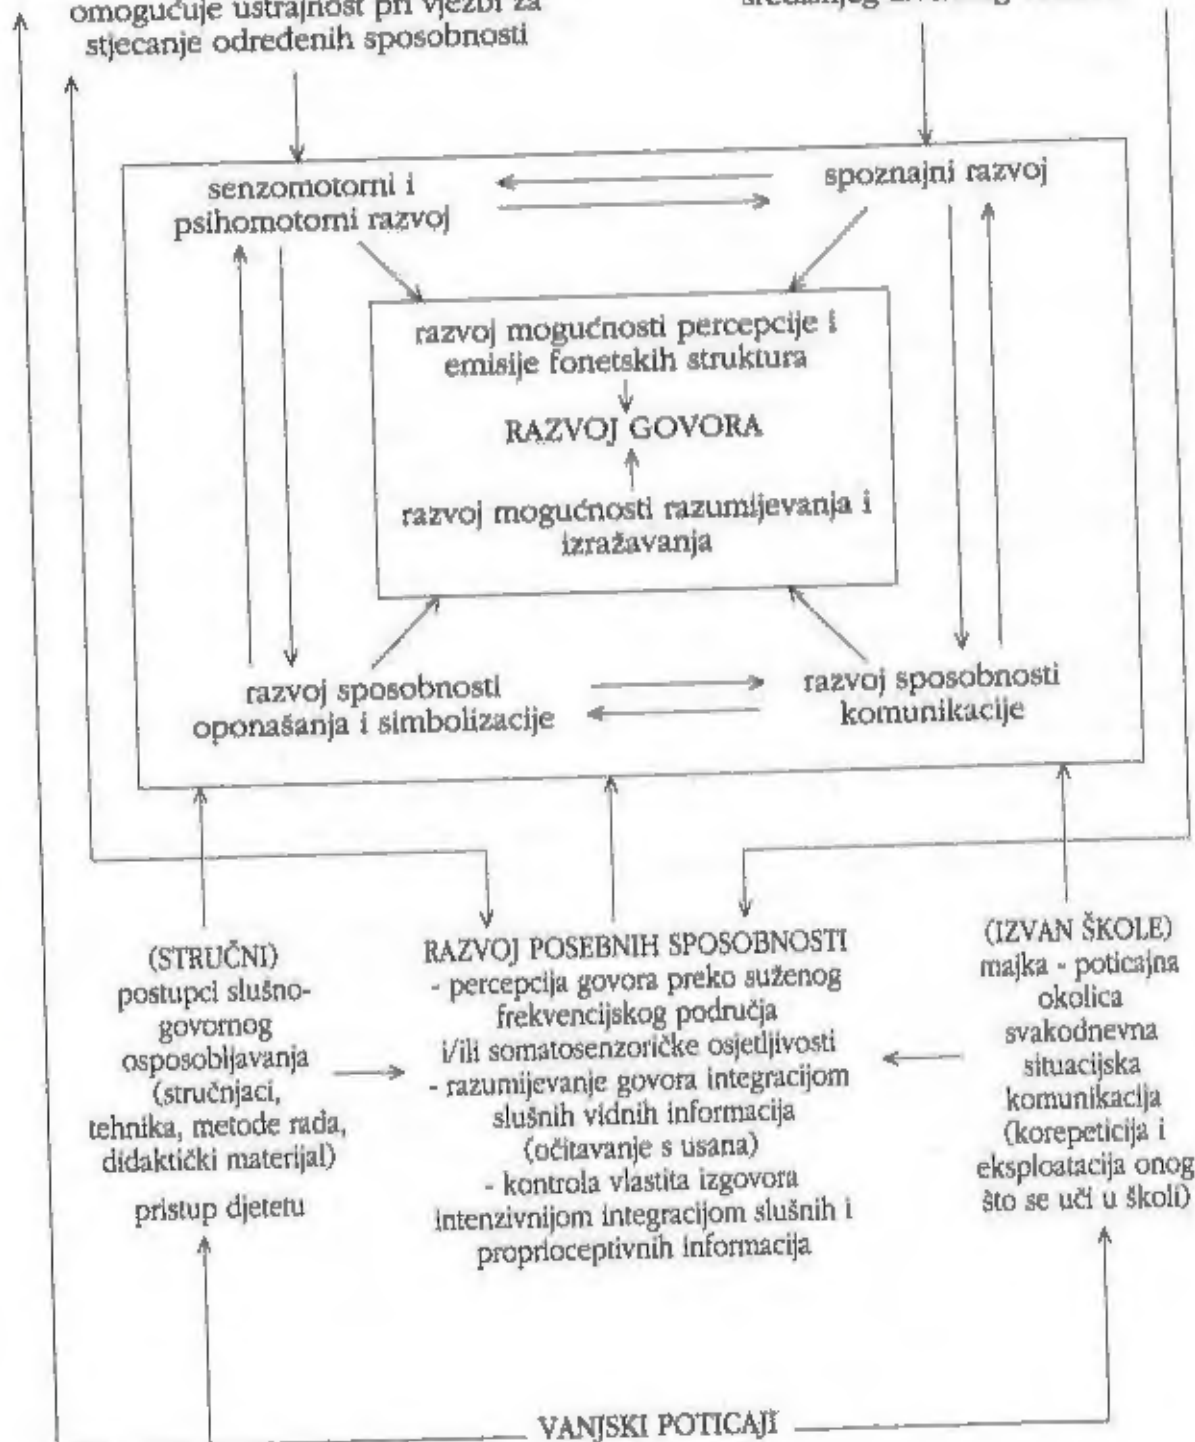 omogućuje ustrajnost pri vježbi za
stjecanje određenih sposobnosti
senzomotorni i
psihomotorni razvoj
spoznajni razvoj
razvoj mogućnosti percepcije i
emisije fonetskih struktura
RAZVOJ GOVORA
razvoj mogućnosti razumijevanja i
izražavanja
razvoj sposobnosti
oponašanja i simbolizacije
razvoj sposobnosti
komunikacije
(STRUČNI)
postupci slušno-
govornog
osposobljavanja
(stručnjaci,
tehnika, metode rada,
didaktički materijal)
pristup djetetu
RAZVOJ POSEBNIH SPOSOBNOSTI
- percepcija govora preko suženog
frekvencijskog područja
i/ili somatosenzoričke osjetljivosti
- razumijevanje govora integracijom
slušnih vidnih informacija
(očitavanje s usana)
- kontrola vlastita izgovora
intenzivnijom integracijom slušnih i
proprioceptivnih informacija
(IZVAN ŠKOLE)
majka - poticajna
okolica
svakodnevna
situacijska
komunikacija
(korepeticija i
eksploatacija onog
što se uči u školi)
VANJSKI POTICAJI